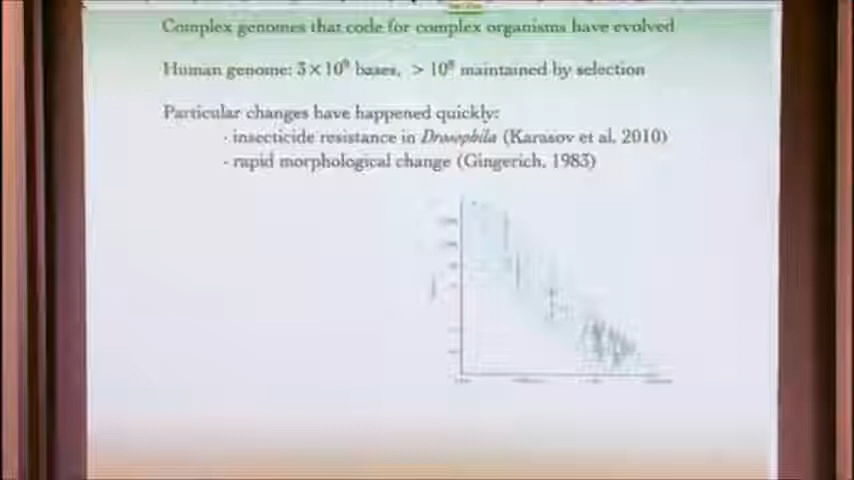 Complex genomes that code for complex organisms have evolved
Human genome: 3 × 10⁹ bases, > 10⁸ maintained by selection
Particular changes have happened quickly:
- insecticide resistance in Drosophila (Karasov et al. 2010)
- rapid morphological change (Gingerich, 1983)